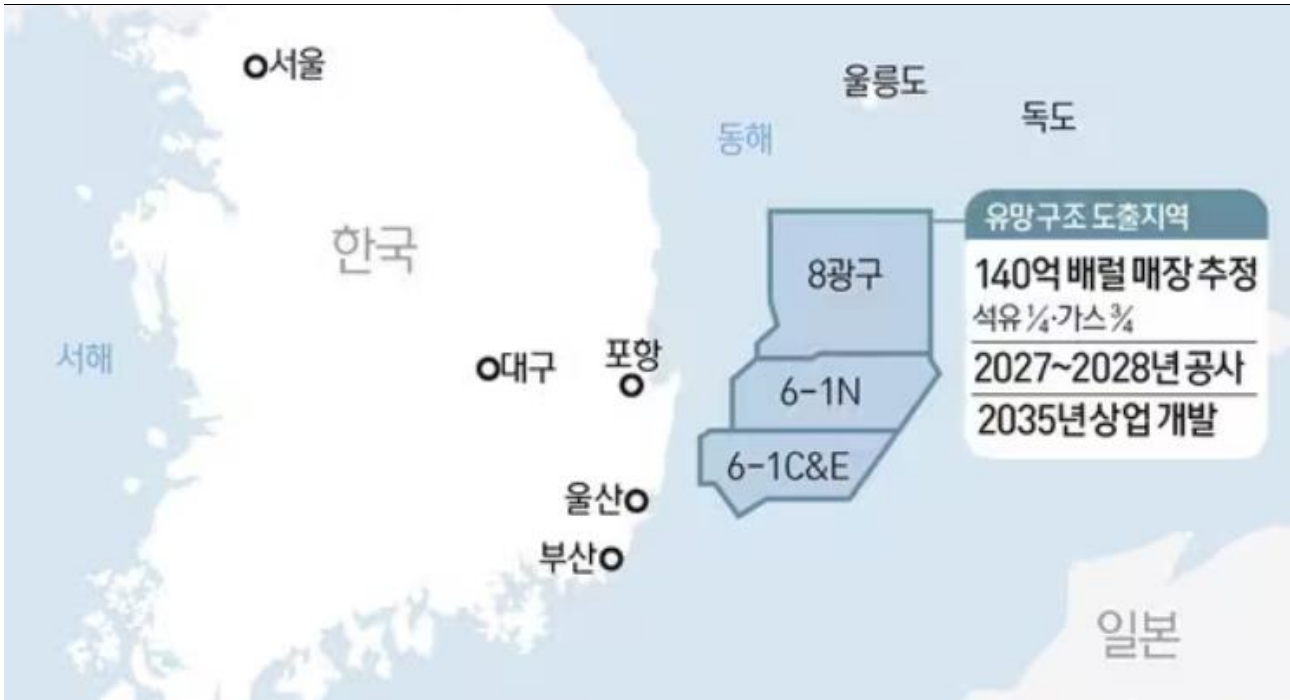 서울
울릉도
독도
동해
유망구조 도출지역
한국
8광구
140억 배럴 매장 추정
석유 ¼·가스 ¾
서해
대구
포항
2027~2028년 공사
6-1N
2035년 상업 개발
6-1C&E
울산
부산
일본